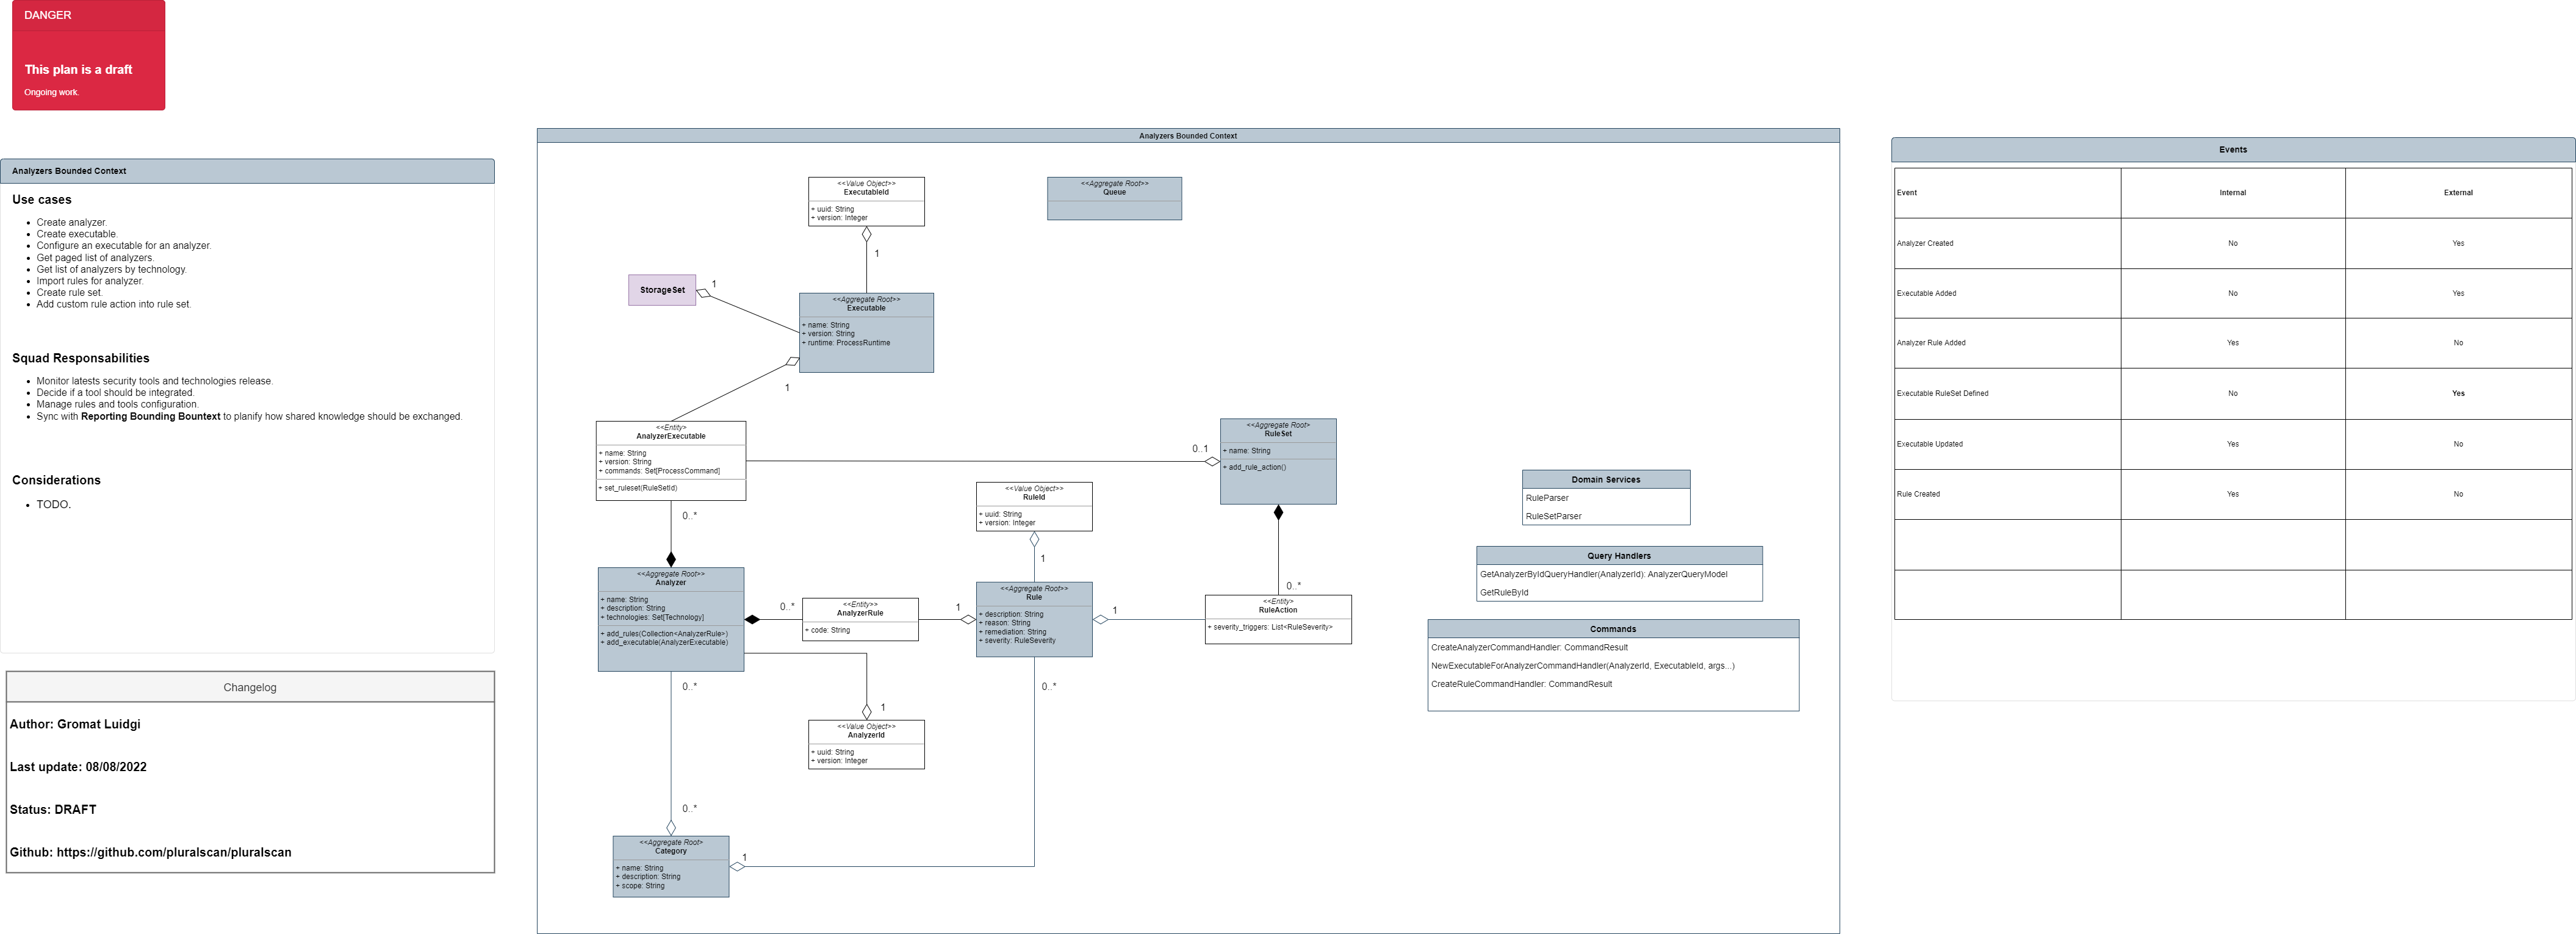 DANGER
This plan is a draft
Ongoing work.
Analyzers Bounded Context
Use cases
Create analyzer.
Create executable.
Configure an executable for an analyzer.
Get paged list of analyzers.
Get list of analyzers by technology.
Import rules for analyzer.
Create rule set.
Add custom rule action into rule set.
Squad Responsabilities
Monitor latests security tools and technologies release.
Decide if a tool should be integrated.
Manage rules and tools configuration.
Sync with Reporting Bounding Bountext to planify how shared knowledge should be exchanged.
Considerations
TODO.
Changelog
Author: Gromat Luidgi
Last update: 08/08/2022
Status: DRAFT
Github: https://github.com/pluralscan/pluralscan
Analyzers Bounded Context
<<Value Object>>
ExecutableId
+ uuid: String
+ version: Integer
1
<<Aggregate Root>>
Queue
StorageSet
1
<<Aggregate Root>>
Executable
+ name: String
+ version: String
+ runtime: ProcessRuntime
1
<<Entity>
AnalyzerExecutable
+ name: String
+ version: String
+ commands: Set[ProcessCommand]
+ set_ruleset(RuleSetId)
0..*
0..1
<<Aggregate Root>
RuleSet
+ name: String
+ add_rule_action()
0..*
<<Value Object>>
RuleId
+ uuid: String
+ version: Integer
1
<<Aggregate Root>>
Analyzer
+ name: String
+ description: String
+ technologies: Set[Technology]
+ add_rules(Collection<AnalyzerRule>)
+ add_executable(AnalyzerExecutable)
0..*
<<Entity>>
AnalyzerRule
+ code: String
1
<<Aggregate Root>>
Rule
+ description: String
+ reason: String
+ remediation: String
+ severity: RuleSeverity
1
<<Entity>
RuleAction
+ severity_triggers: List<RuleSeverity>
0..*
0..*
1
<<Value Object>>
AnalyzerId
+ uuid: String
+ version: Integer
0..*
<<Aggregate Root>
Category
+ name: String
+ description: String
+ scope: String
1
Domain Services
RuleParser
RuleSetParser
Query Handlers
GetAnalyzerByIdQueryHandler(AnalyzerId): AnalyzerQueryModel
GetRuleById
Commands
CreateAnalyzerCommandHandler: CommandResult
NewExecutableForAnalyzerCommandHandler(AnalyzerId, ExecutableId, args...)
CreateRuleCommandHandler: CommandResult
Events
Event Internal External
Analyzer Created No Yes
Executable Added No Yes
Analyzer Rule Added Yes No
Executable RuleSet Defined No Yes
Executable Updated Yes No
Rule Created Yes No